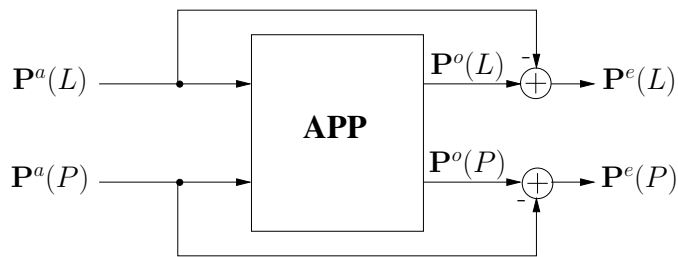 P^a(L)
P^o(L)
-
+
P^e(L)
APP
P^a(P)
P^o(P)
-
+
P^e(P)